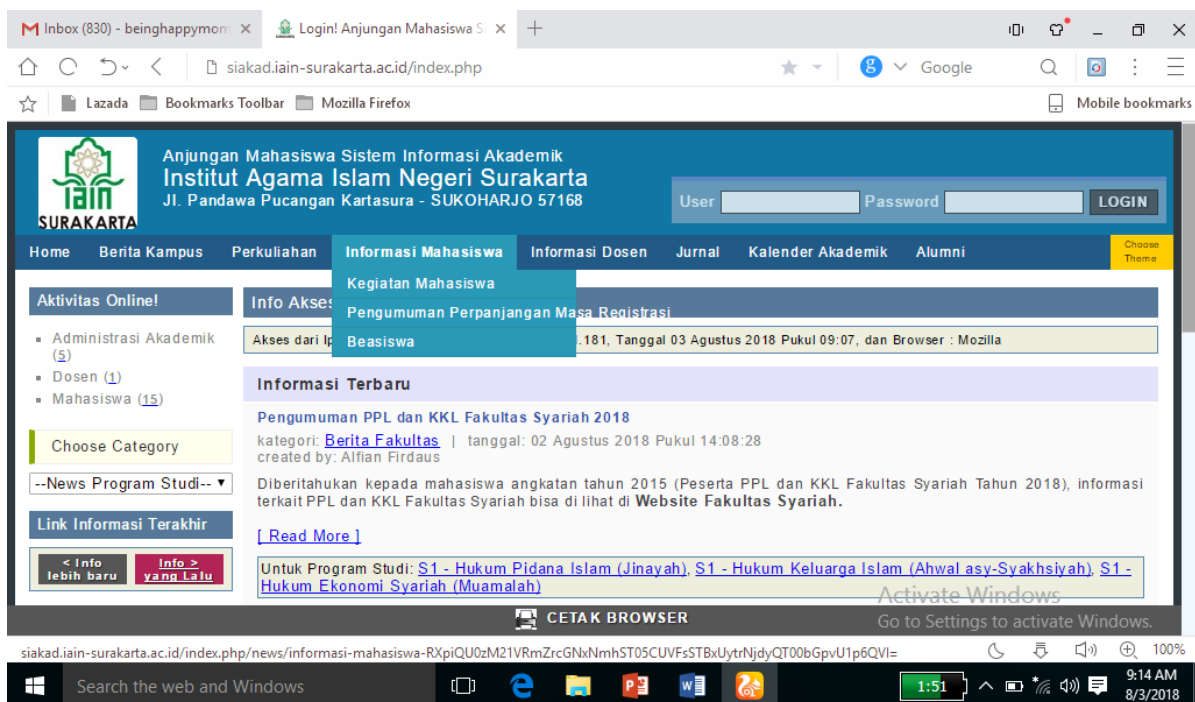 Inbox (830) - beinghappymom
Login! Anjungan Mahasiswa S
siakad.iain-surakarta.ac.id/index.php
Google
Lazada Bookmarks Toolbar Mozilla Firefox
Mobile bookmarks
iain
SURAKARTA
Anjungan Mahasiswa Sistem Informasi Akademik
Institut Agama Islam Negeri Surakarta
Jl. Pandawa Pucangan Kartasura - SUKOHARJO 57168
User Password LOGIN
Home Berita Kampus Perkuliahan Informasi Mahasiswa Informasi Dosen Jurnal Kalender Akademik Alumni
Choose
Theme
Kegiatan Mahasiswa
Pengumuman Perpanjangan Masa Registrasi
Beasiswa
Aktivitas Online!
Administrasi Akademik
(5)
Dosen (1)
Mahasiswa (15)
Choose Category
--News Program Studi--
Link Informasi Terakhir
< Info
lebih baru
Info >
yang Lalu
Info Akses
Akses dari Ip .181, Tanggal 03 Agustus 2018 Pukul 09:07, dan Browser : Mozilla
Informasi Terbaru
Pengumuman PPL dan KKL Fakultas Syariah 2018
kategori: Berita Fakultas | tanggal: 02 Agustus 2018 Pukul 14:08:28
created by: Alfian Firdaus
Diberitahukan kepada mahasiswa angkatan tahun 2015 (Peserta PPL dan KKL Fakultas Syariah Tahun 2018), informasi
terkait PPL dan KKL Fakultas Syariah bisa di lihat di Website Fakultas Syariah.
[ Read More ]
Untuk Program Studi: S1 - Hukum Pidana Islam (Jinayah), S1 - Hukum Keluarga Islam (Ahwal asy-Syakhsiyah), S1 -
Hukum Ekonomi Syariah (Muamalah)
Activate Windows
Go to Settings to activate Windows.
CETAK BROWSER
siakad.iain-surakarta.ac.id/index.php/news/informasi-mahasiswa-RXpiQU0zM21VRmZrcGNxNmhST05CUVFsSTBxUytrNjdyQT00bGpvU1p6QVI=
100%
Search the web and Windows
1:51
9:14 AM
8/3/2018